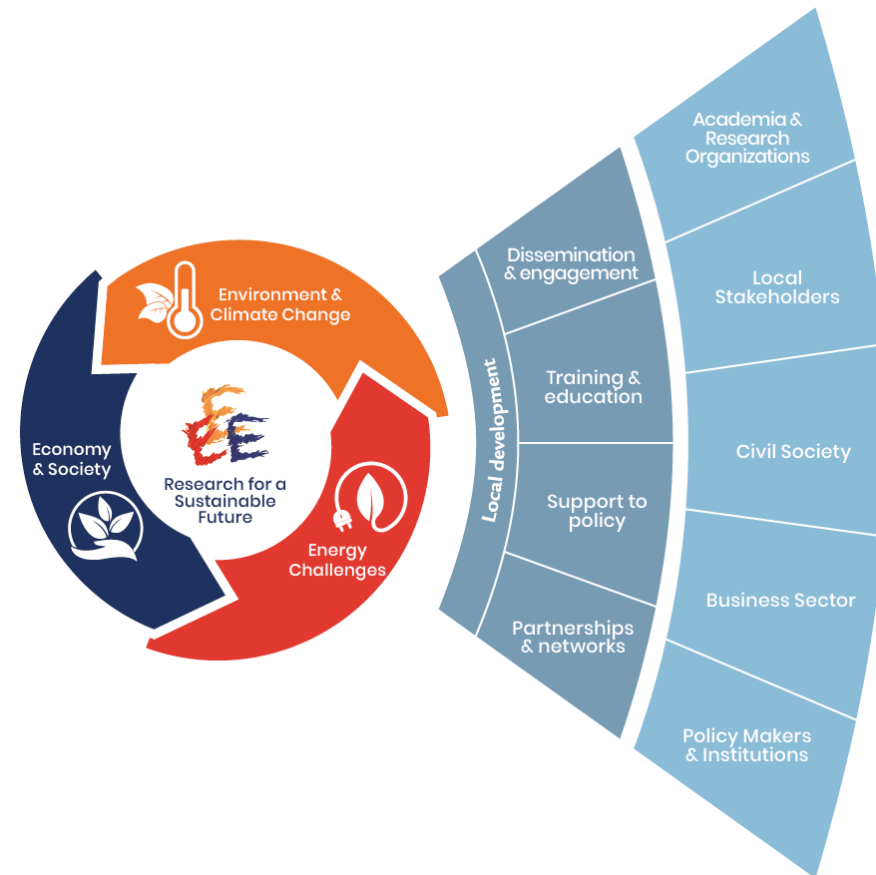 Environment &
Climate Change
Economy
& Society
EEE
Research for a
Sustainable
Future
Energy
Challenges
Local development
Dissemination
& engagement
Training &
education
Support to
policy
Partnerships
& networks
Academia &
Research
Organizations
Local
Stakeholders
Civil Society
Business Sector
Policy Makers
& Institutions